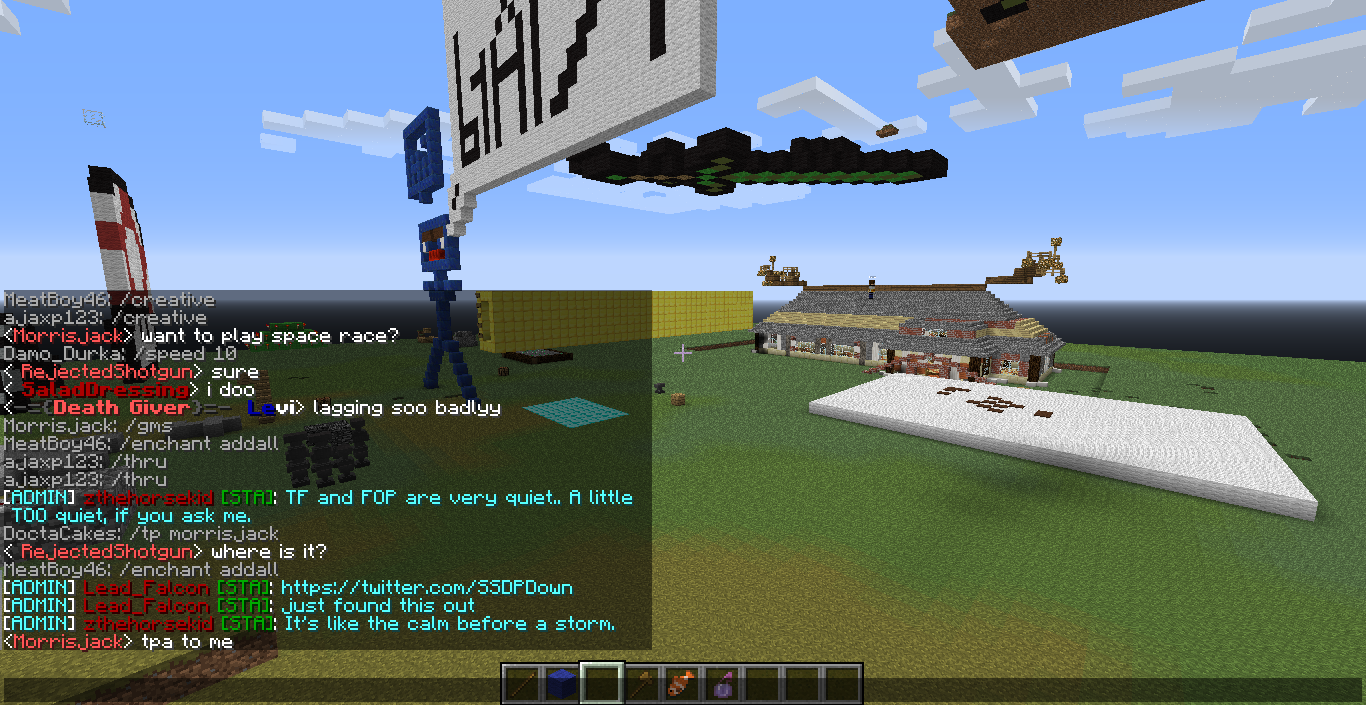 MeatBoy46: /creative
ajaxp123: /creative
<Morrisjack> want to play space race?
Damo_Durka: /speed 10
< RejectedShotgun> sure
< SaladDressing> i doo
<-={Death Giver}=- Levi> lagging soo badlyy
Morrisjack: /gms
MeatBoy46: /enchant addall
ajaxp123: /thru
ajaxp123: /thru
[ADMIN] zthehorsekid [STA]: TF and FOP are very quiet.. A little
TOO quiet, if you ask me.
DoctaCakes: /tp morrisjack
< RejectedShotgun> where is it?
MeatBoy46: /enchant addall
[ADMIN] Lead_Falcon [STA]: https://twitter.com/SSDPDown
[ADMIN] Lead_Falcon [STA]: just found this out
[ADMIN] zthehorsekid [STA]: It's like the calm before a storm.
<Morrisjack> tpa to me